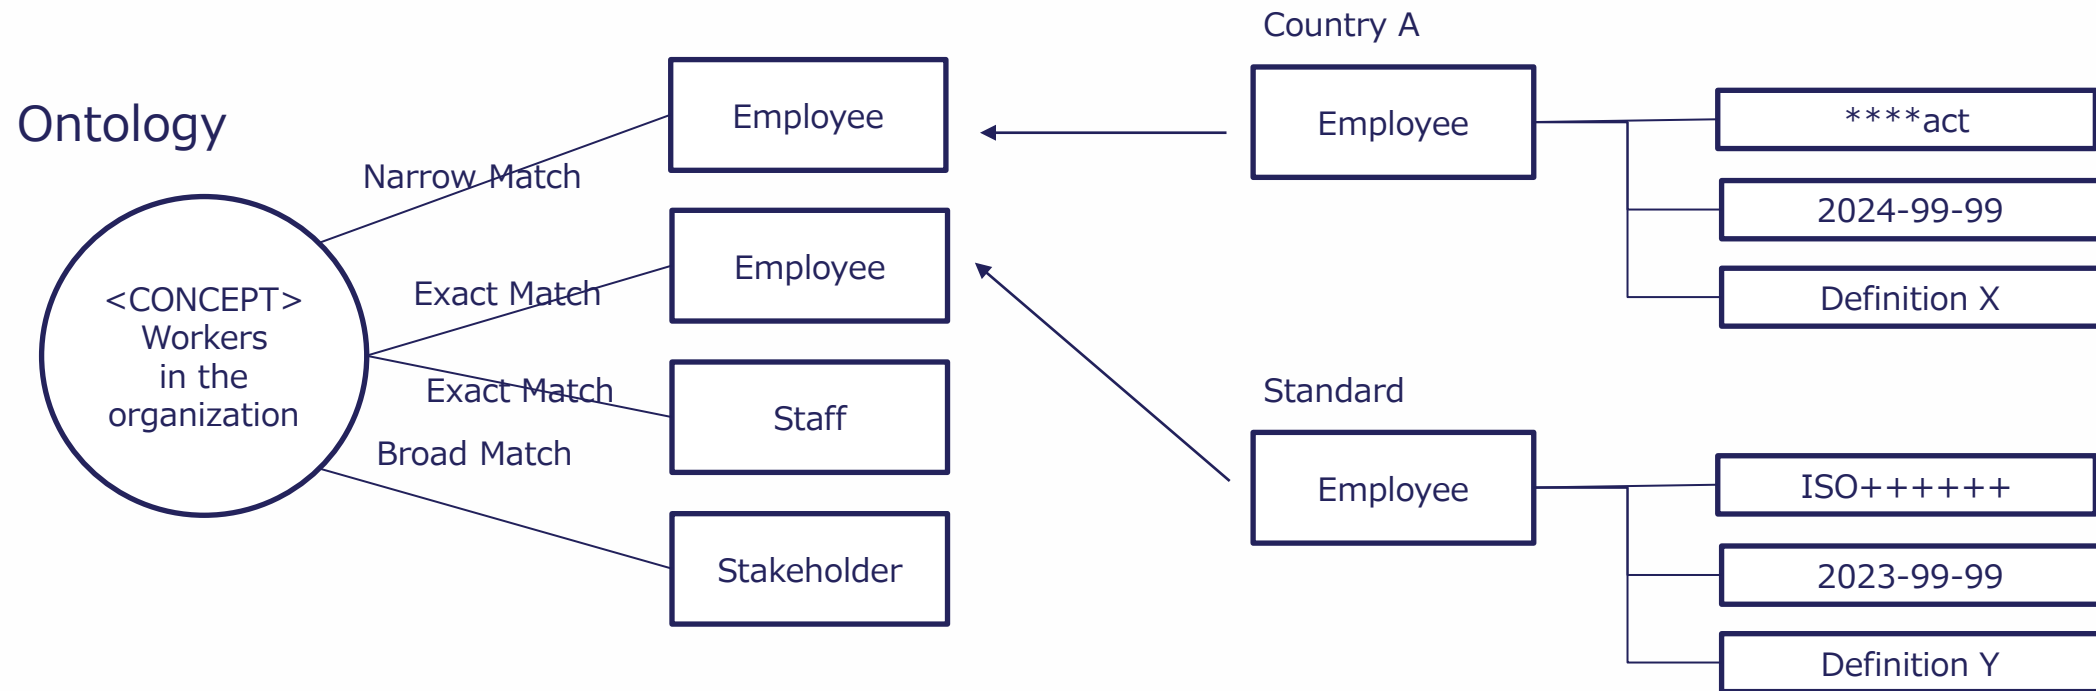 Ontology
<CONCEPT>
Workers
in the
organization
Narrow Match
Exact Match
Exact Match
Broad Match
Employee
Employee
Staff
Stakeholder
Country A
Employee
****act
2024-99-99
Definition X
Standard
Employee
ISO++++++
2023-99-99
Definition Y